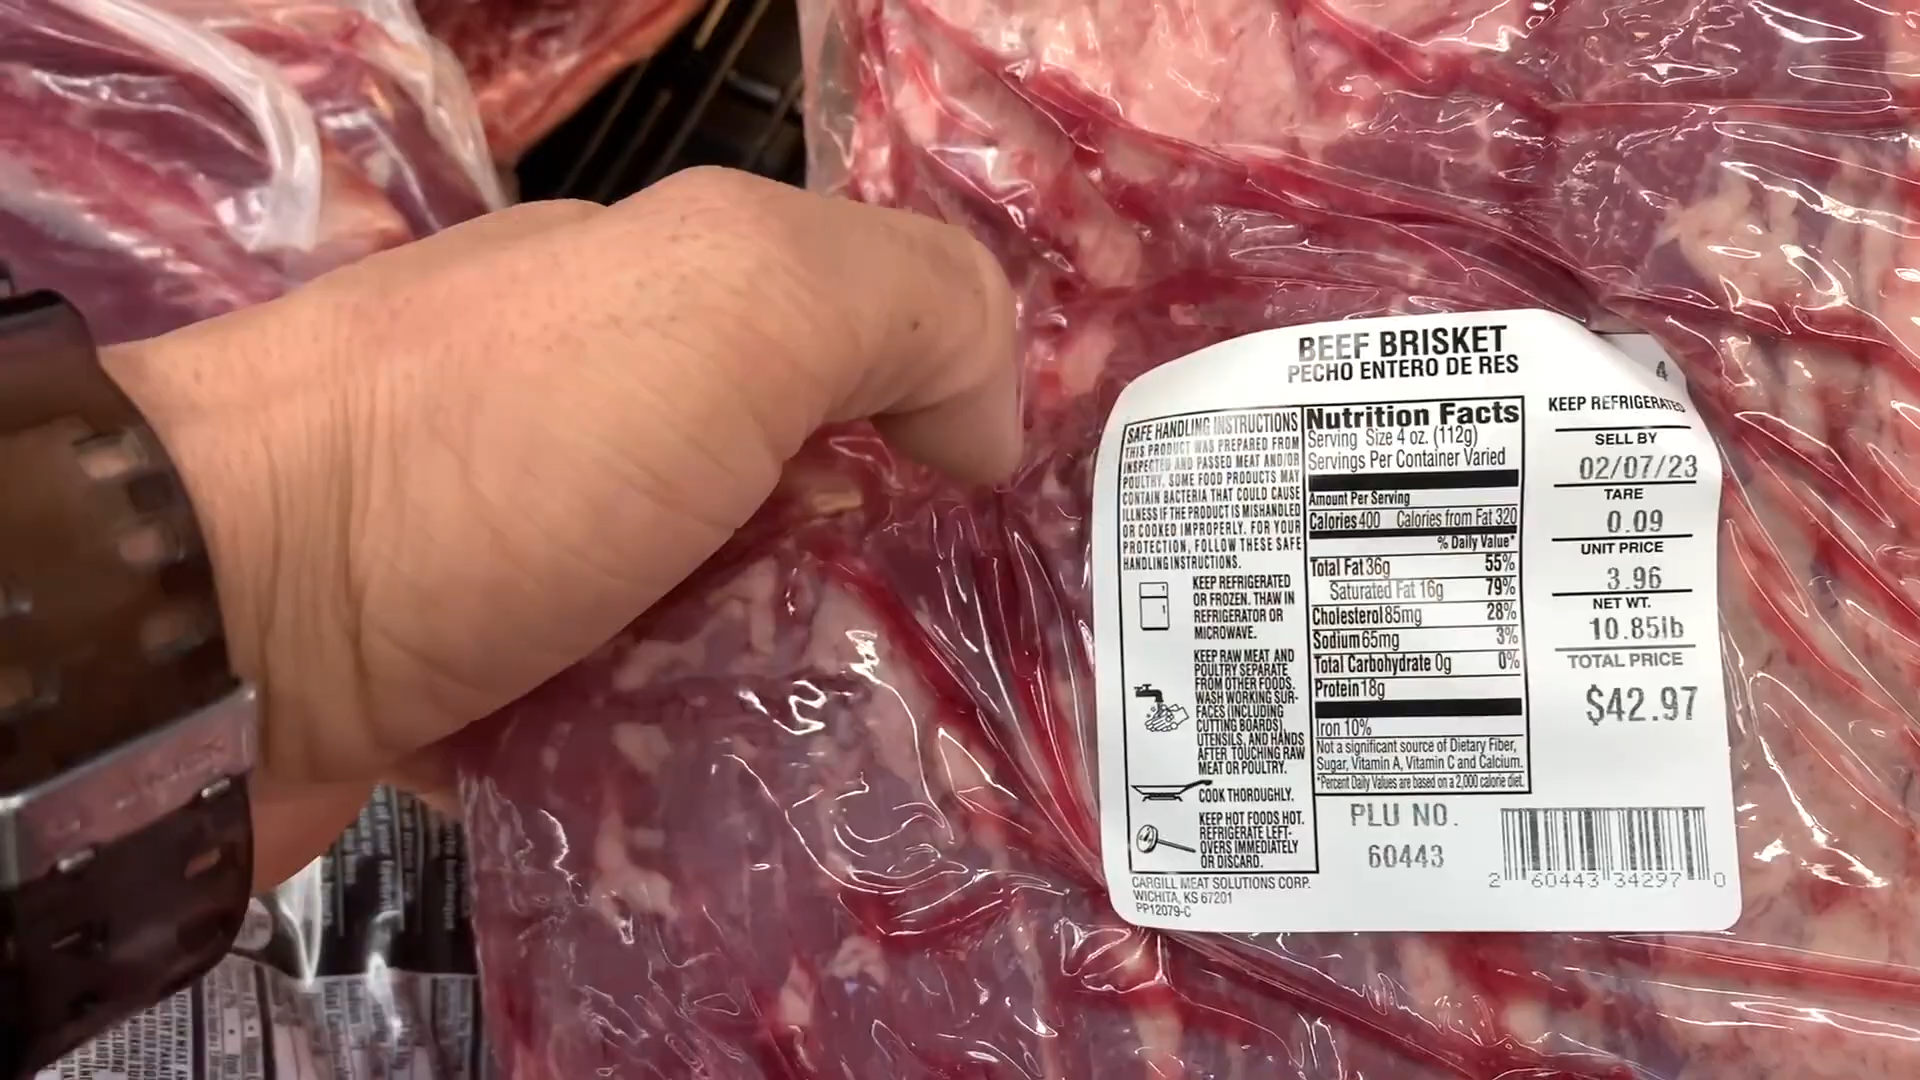 BEEF BRISKET
PECHO ENTERO DE RES
4
SAFE HANDLING INSTRUCTIONS
THIS PRODUCT WAS PREPARED FROM
INSPECTED AND PASSED MEAT AND/OR
POULTRY. SOME FOOD PRODUCTS MAY
CONTAIN BACTERIA THAT COULD CAUSE
ILLNESS IF THE PRODUCT IS MISHANDLED
OR COOKED IMPROPERLY. FOR YOUR
PROTECTION, FOLLOW THESE SAFE
HANDLING INSTRUCTIONS.
KEEP REFRIGERATED
OR FROZEN. THAW IN
REFRIGERATOR OR
MICROWAVE.
KEEP RAW MEAT AND
POULTRY SEPARATE
FROM OTHER FOODS.
WASH WORKING SUR-
FACES (INCLUDING
CUTTING BOARDS),
UTENSILS, AND HANDS
AFTER TOUCHING RAW
MEAT OR POULTRY.
COOK THOROUGHLY.
KEEP HOT FOODS HOT.
REFRIGERATE LEFT-
OVERS IMMEDIATELY
OR DISCARD.
CARGILL MEAT SOLUTIONS CORP.
WICHITA, KS 67201
PP12079-C
Nutrition Facts
Serving Size 4 oz. (112g)
Servings Per Container Varied
Amount Per Serving
Calories 400 Calories from Fat 320
% Daily Value*
Total Fat 36g 55%
Saturated Fat 16g 79%
Cholesterol 85mg 28%
Sodium 65mg 3%
Total Carbohydrate 0g 0%
Protein 18g
Iron 10%
Not a significant source of Dietary Fiber,
Sugar, Vitamin A, Vitamin C and Calcium.
*Percent Daily Values are based on a 2,000 calorie diet.
PLU NO.
60443
KEEP REFRIGERATED
SELL BY
02/07/23
TARE
0.09
UNIT PRICE
3.96
NET WT.
10.85lb
TOTAL PRICE
$42.97
2 60443 34297 0